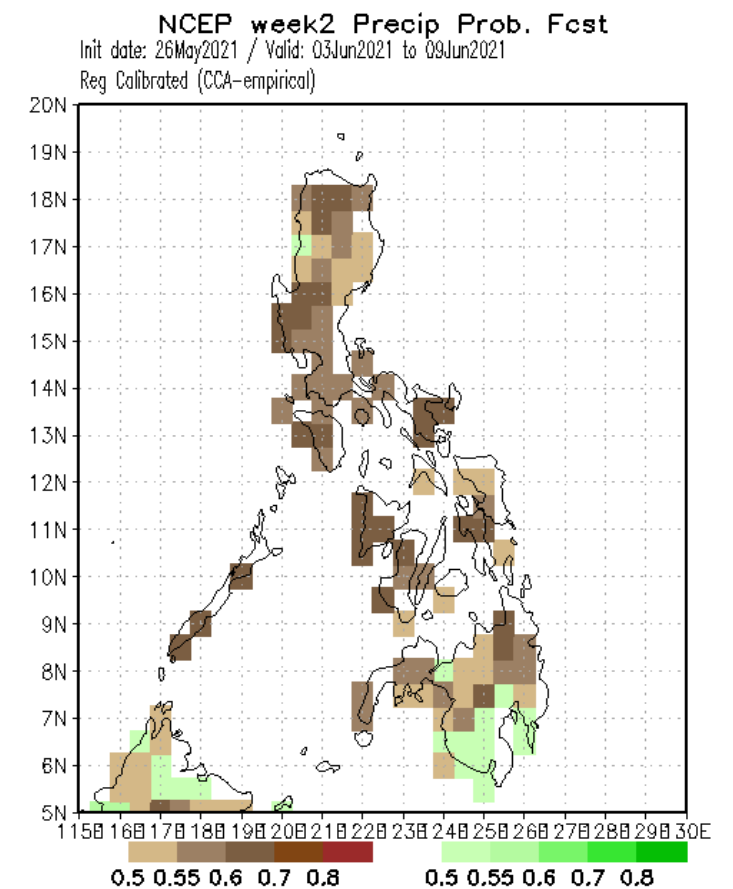 NCEP week2 Precip Prob. Fcst
Init date: 26May2021 / Valid: 03Jun2021 to 09Jun2021
Reg Calibrated (CCA-empirical)
20N
19N
18N
17N
16N
15N
14N
13N
12N
11N
10N
9N
8N
7N
6N
5N
115E 116E 117E 118E 119E 120E 121E 122E 123E 124E 125E 126E 127E 128E 129E 130E
0.5 0.55 0.6 0.7 0.8 0.5 0.55 0.6 0.7 0.8